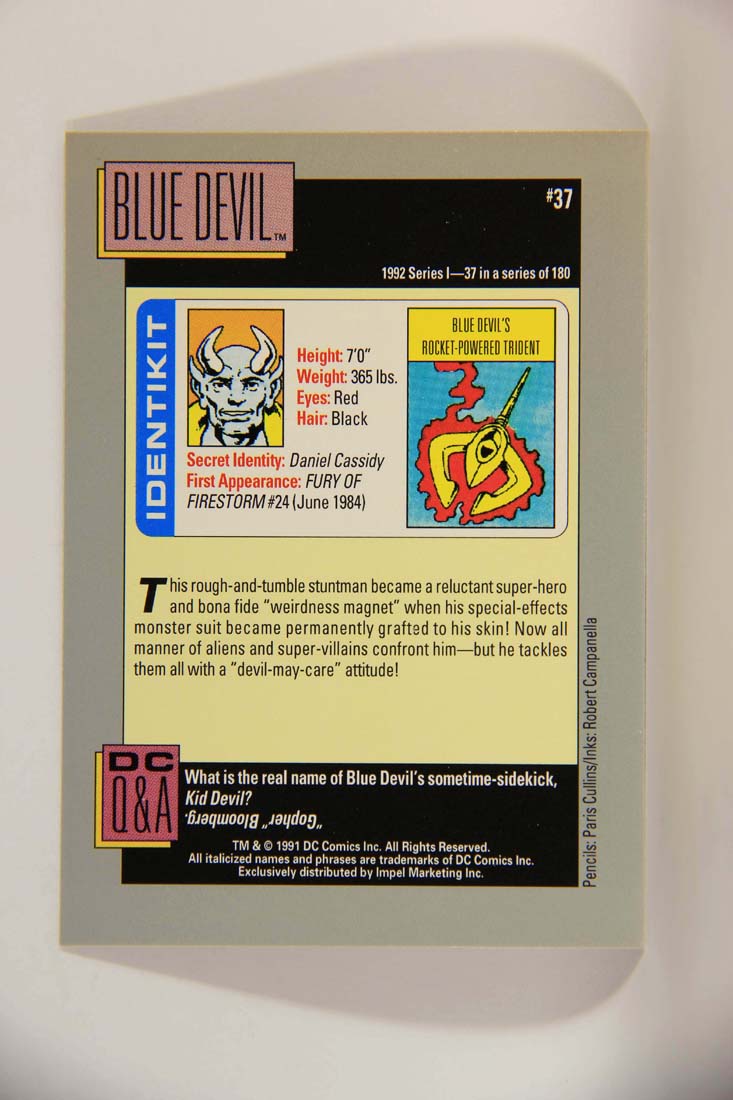 BLUE DEVIL™
#37
1992 Series I—37 in a series of 180
IDENTIKIT
Height: 7'0"
Weight: 365 lbs.
Eyes: Red
Hair: Black
Secret Identity: Daniel Cassidy
First Appearance: FURY OF
FIRESTORM #24 (June 1984)
BLUE DEVIL'S
ROCKET-POWERED TRIDENT
This rough-and-tumble stuntman became a reluctant super-hero
and bona fide "weirdness magnet" when his special-effects
monster suit became permanently grafted to his skin! Now all
manner of aliens and super-villains confront him—but he tackles
them all with a "devil-may-care" attitude!
Pencils: Paris Cullins/Inks: Robert Campanella
DC
Q&A
What is the real name of Blue Devil's sometime-sidekick,
Kid Devil?
"Gopher" Bloomberg.
TM & © 1991 DC Comics Inc. All Rights Reserved.
All italicized names and phrases are trademarks of DC Comics Inc.
Exclusively distributed by Impel Marketing Inc.